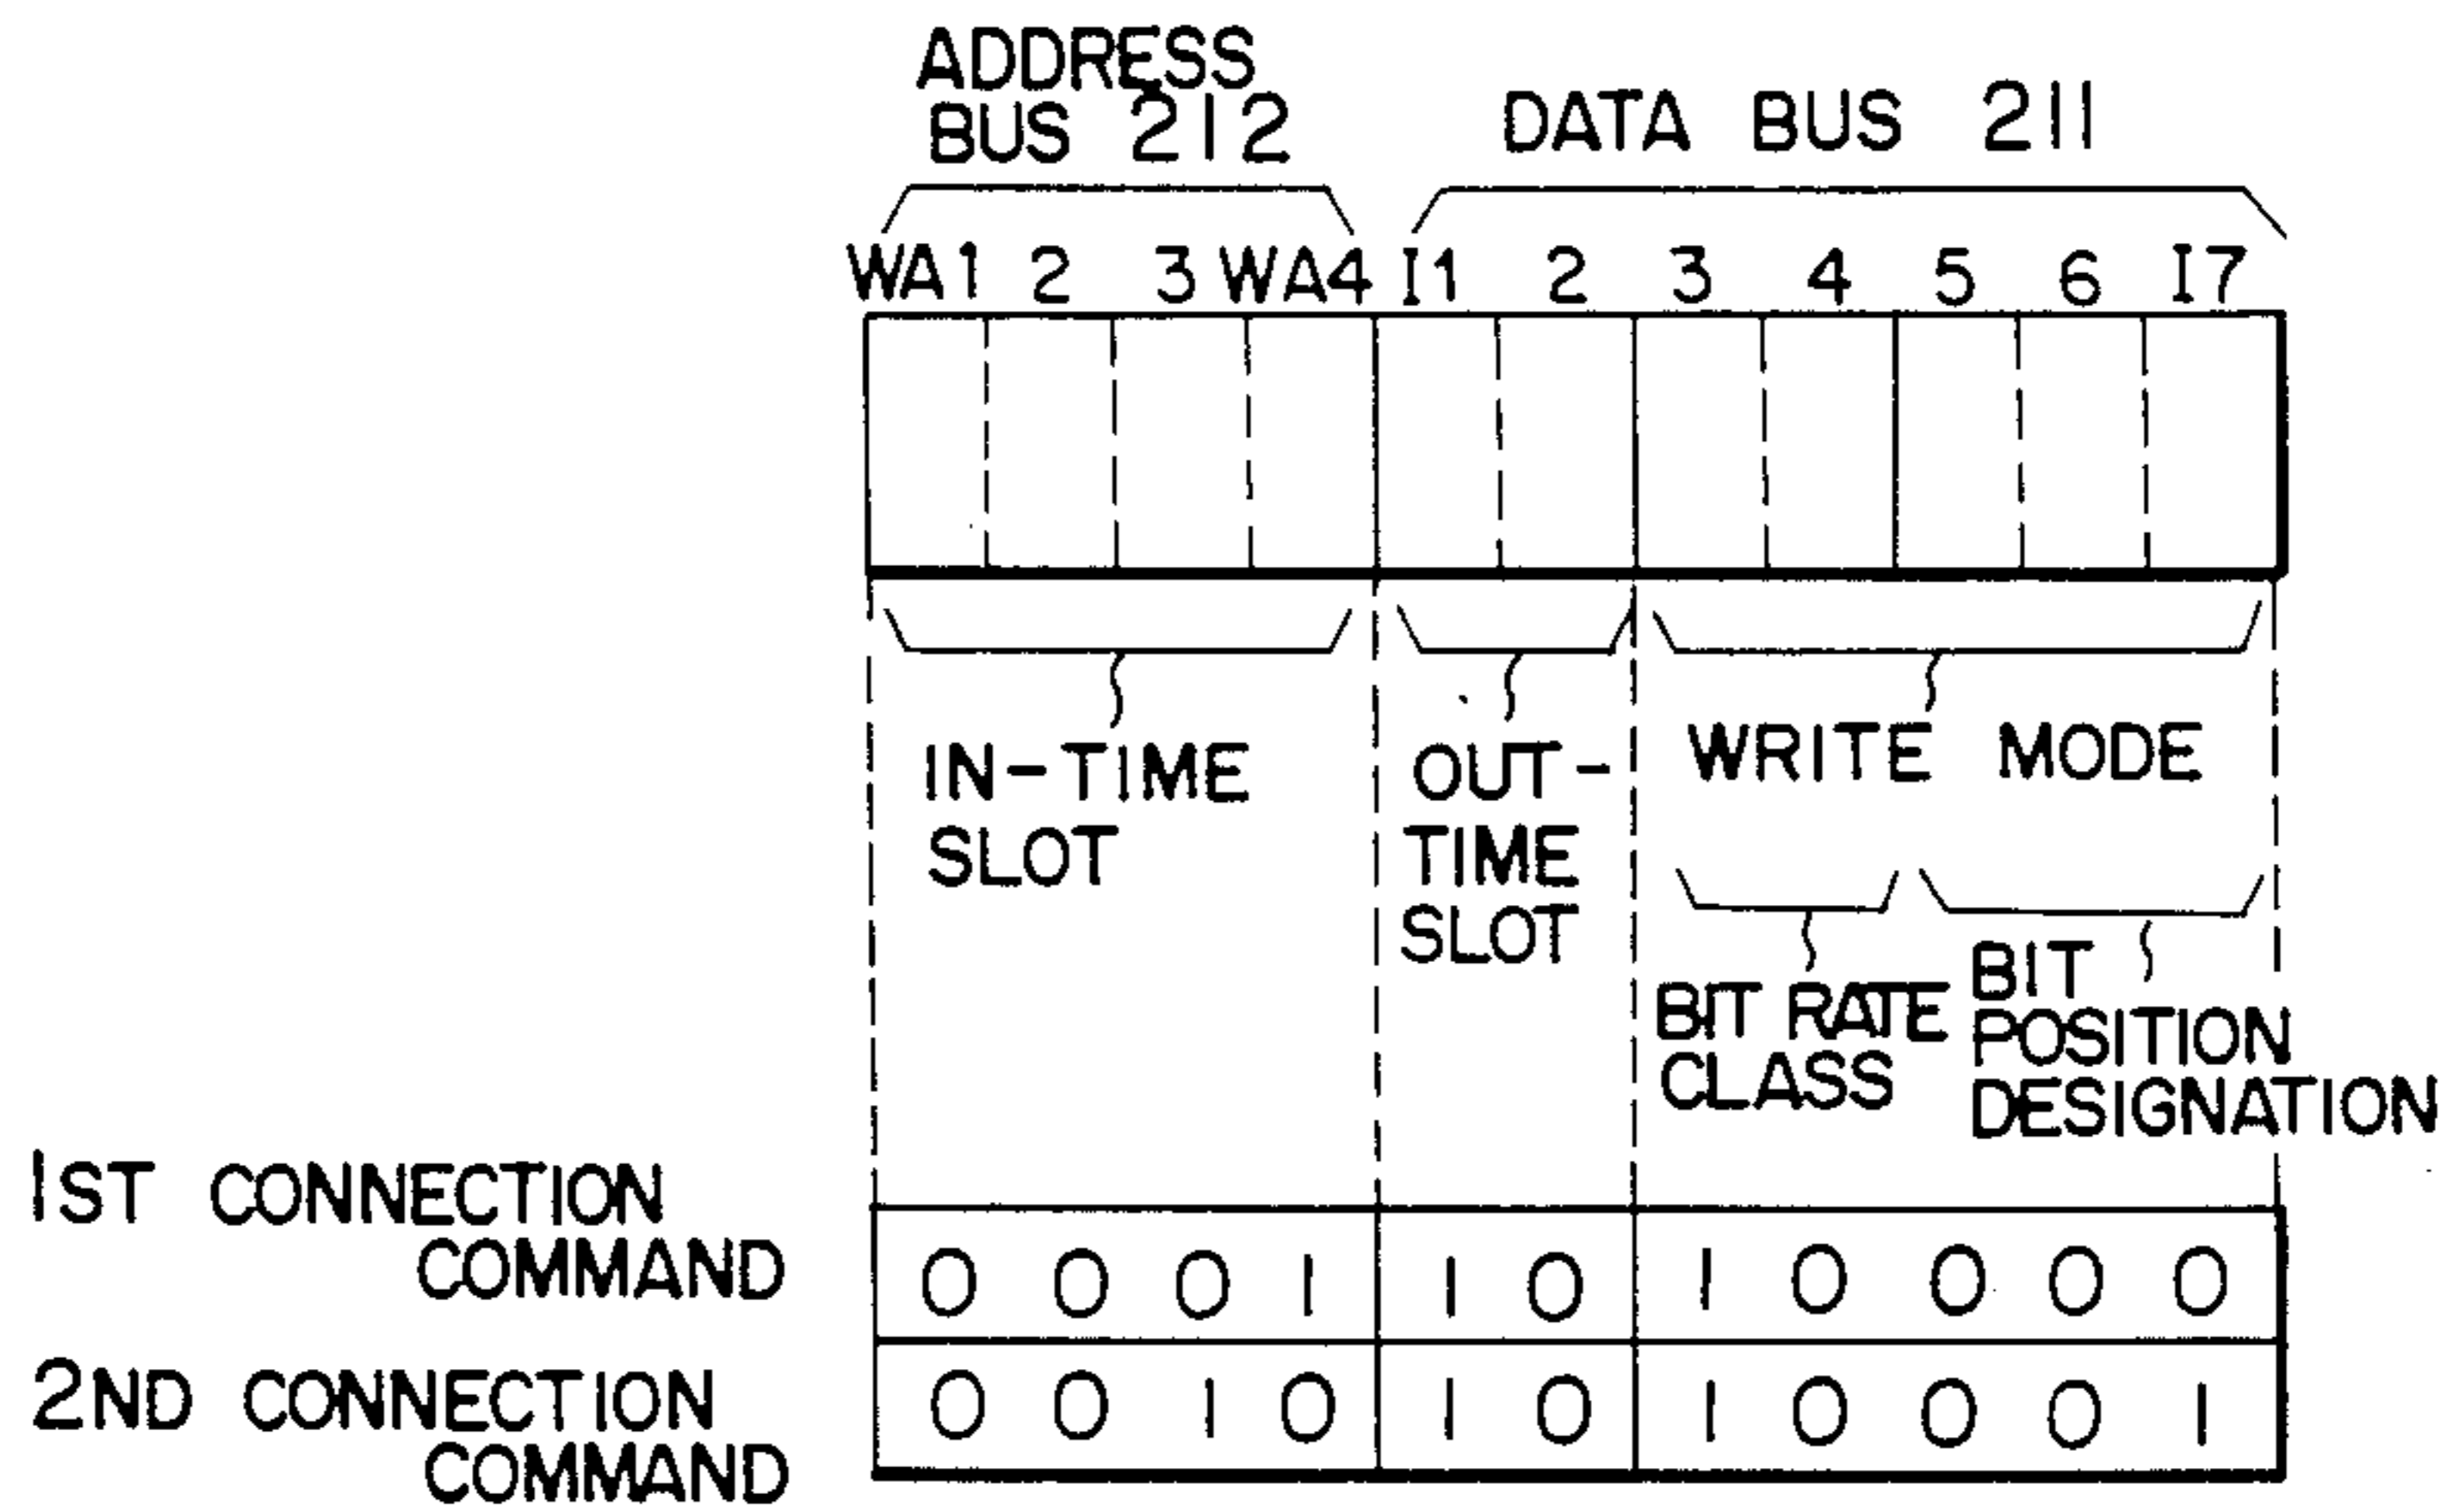 ADDRESS
BUS 212
DATA BUS 211
WA1 2 3 WA4 I1 2 3 4 5 6 I7
IN-TIME
SLOT
OUT-
TIME
SLOT
WRITE MODE
BIT RATE
CLASS
BIT
POSITION
DESIGNATION
1ST CONNECTION
COMMAND
0 0 0 1 1 0 1 0 0 0 0
2ND CONNECTION
COMMAND
0 0 1 0 1 0 1 0 0 0 1